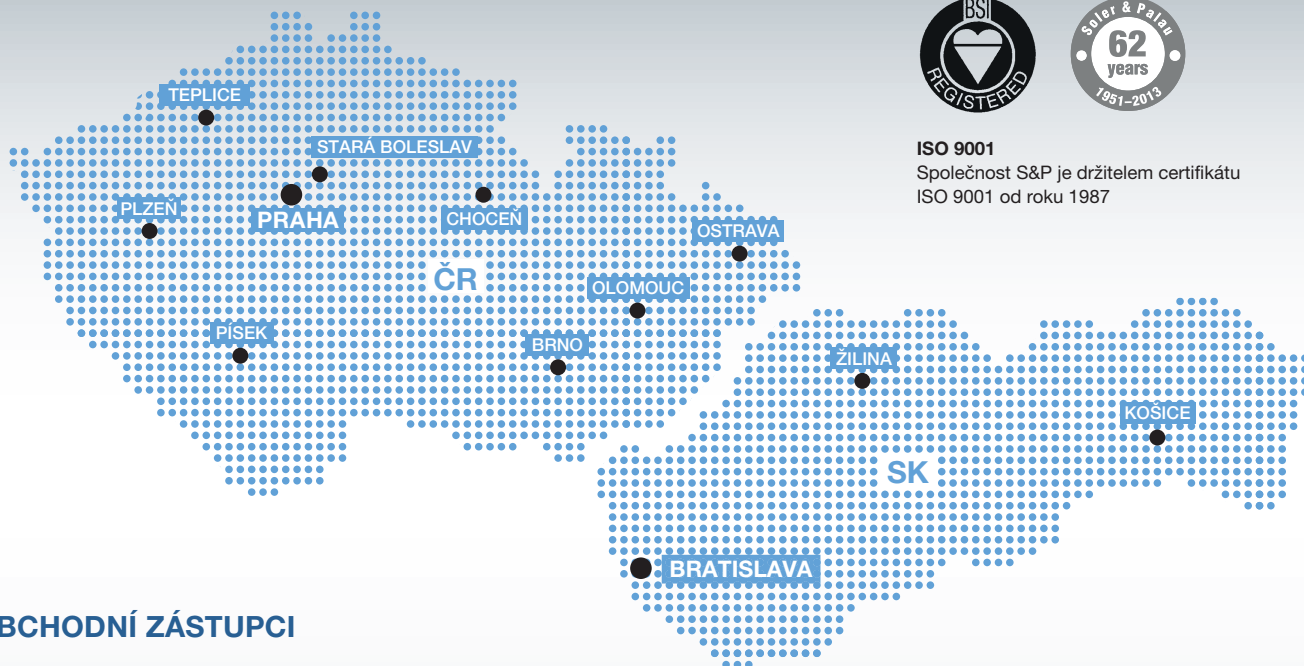 BSI
REGISTERED
Soler & Palau
62
years
1951–2013
ISO 9001
Společnost S&P je držitelem certifikátu
ISO 9001 od roku 1987
TEPLICE
STARÁ BOLESLAV
PLZEŇ
PRAHA
CHOCEŇ
OSTRAVA
ČR
OLOMOUC
PÍSEK
BRNO
ŽILINA
KOŠICE
SK
BRATISLAVA
BCHODNÍ ZÁSTUPCI